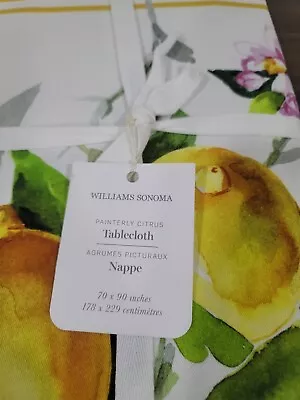 WILLIAMS SONOMA
PAINTERLY CITRUS
Tablecloth
AGRUMES PICTURAUX
Nappe
70 x 90 inches
178 x 229 centimètres